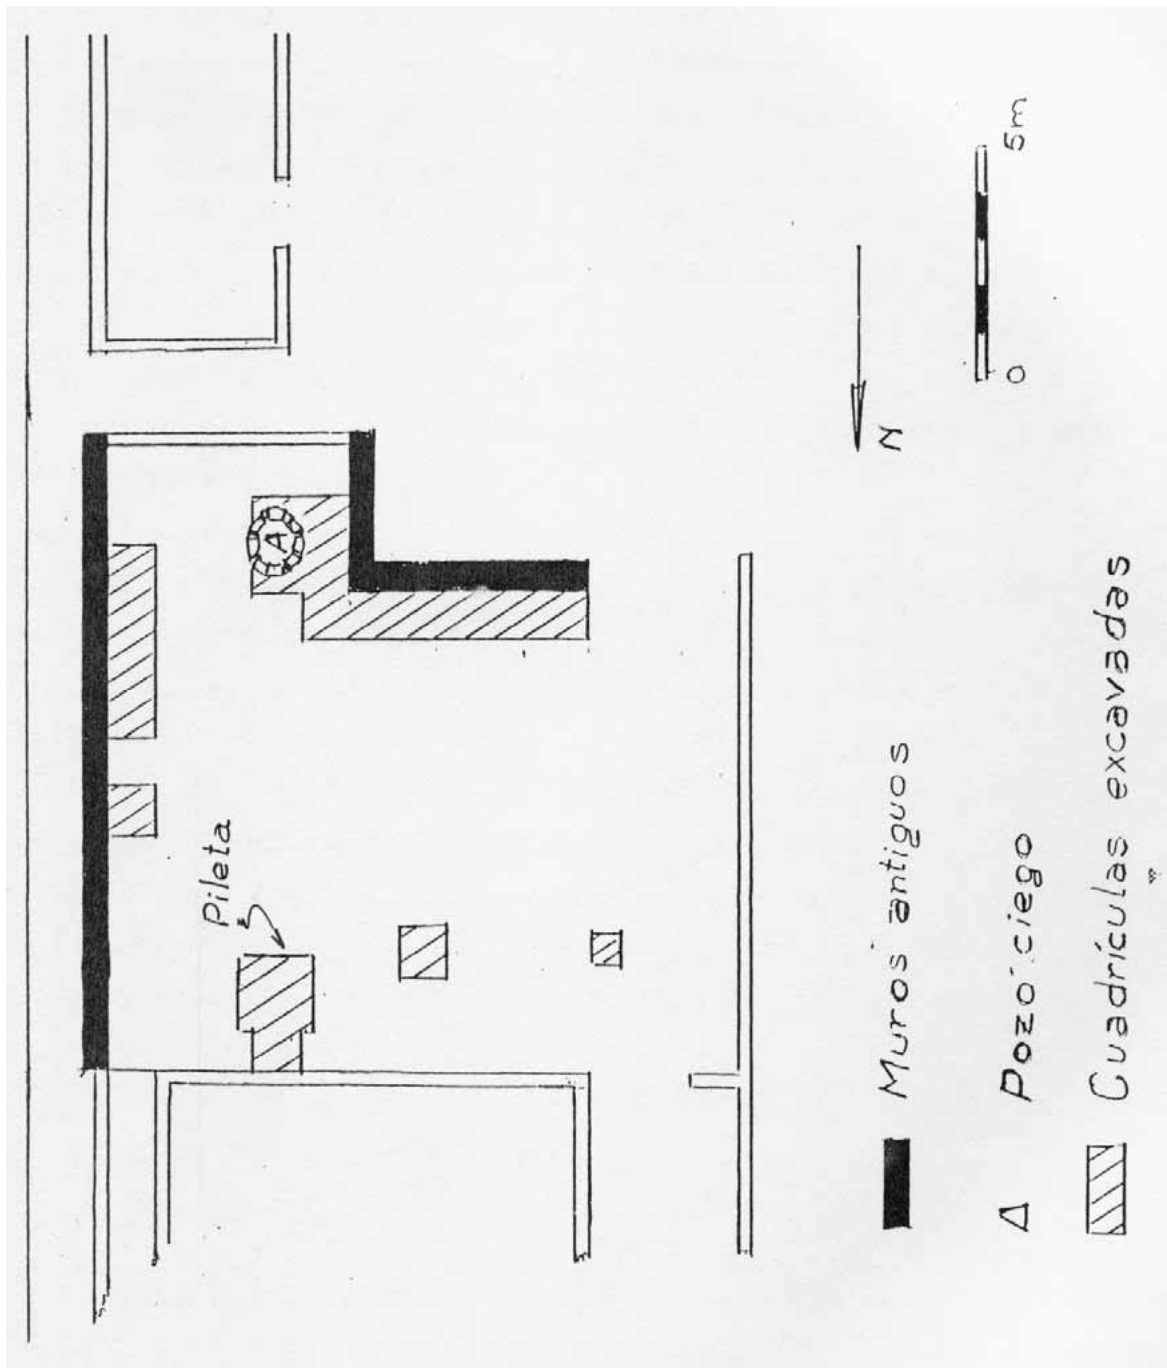 A
Pileta
N
0
5m
Muros antiguos
A Pozo ciego
Cuadrículas excavadas